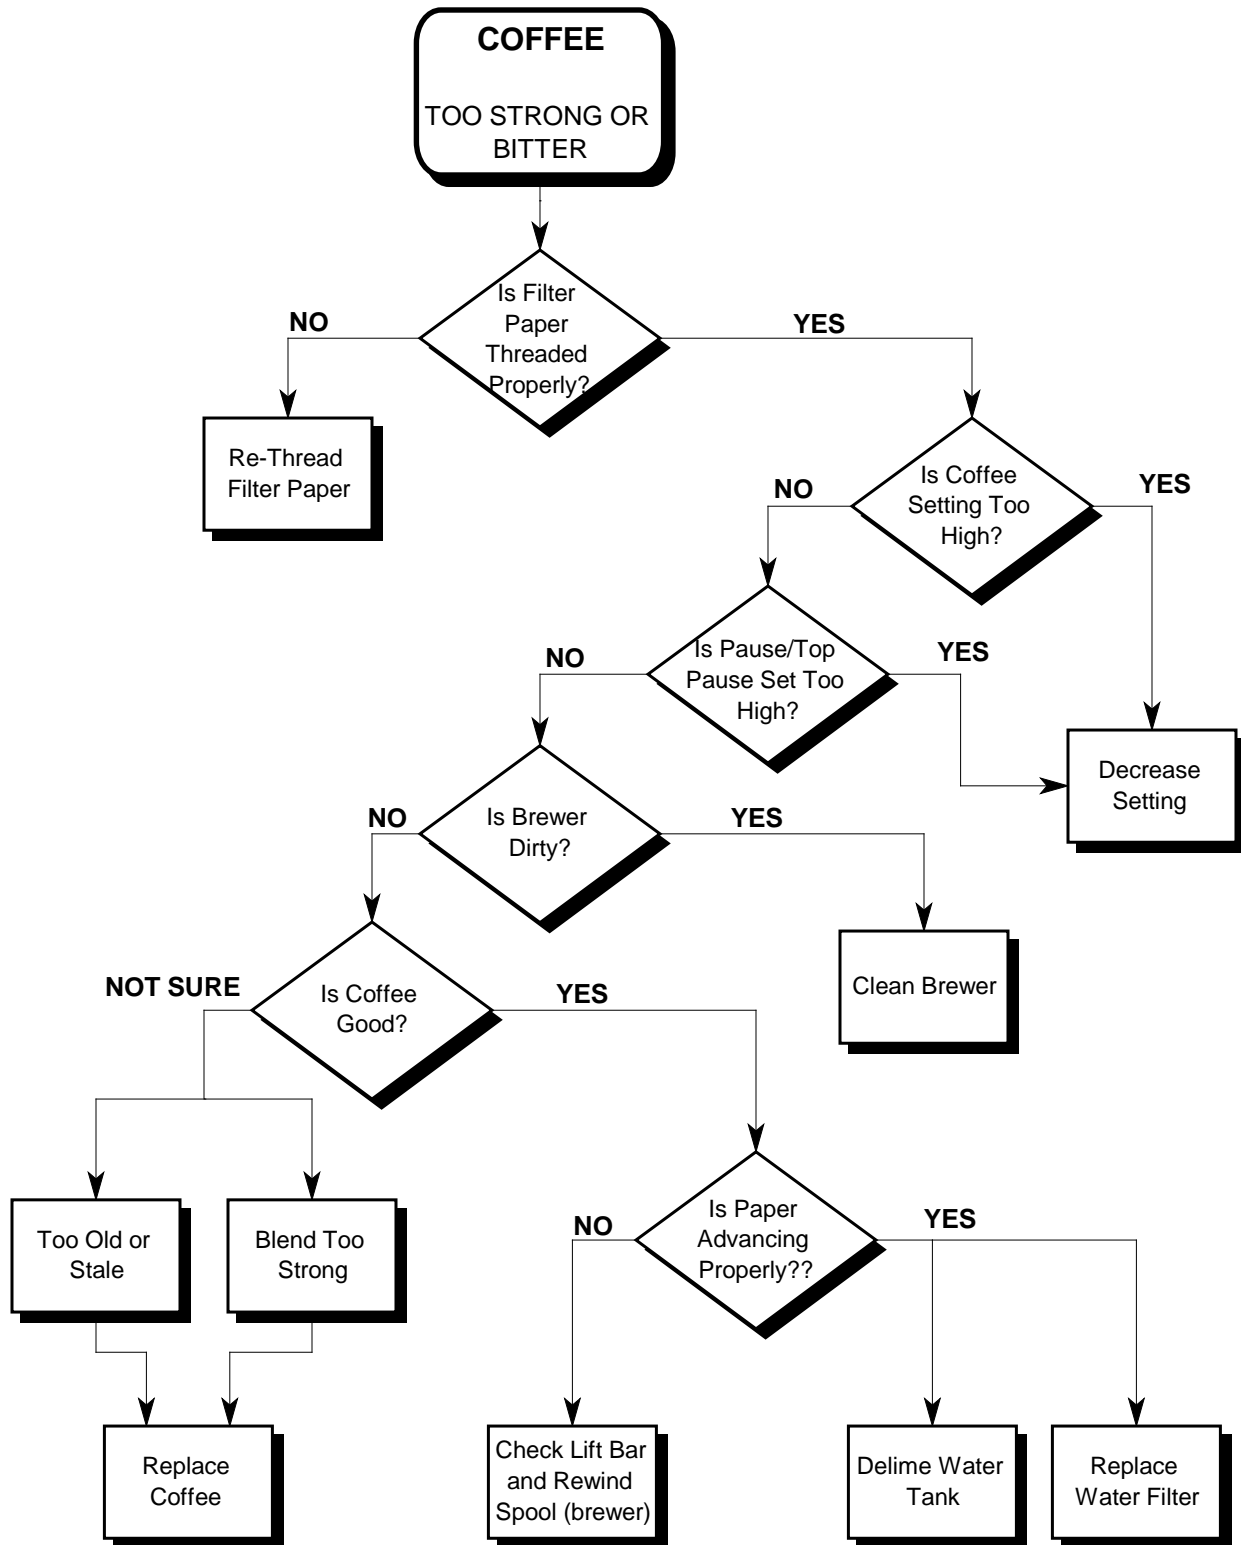 COFFEE
TOO STRONG OR
BITTER
Is Filter
Paper
Threaded
Properly?
NO
YES
Re-Thread
Filter Paper
Is Coffee
Setting Too
High?
NO
YES
Is Pause/Top
Pause Set Too
High?
NO
YES
Decrease
Setting
Is Brewer
Dirty?
NO
YES
Clean Brewer
Is Coffee
Good?
NOT SURE
YES
Too Old or
Stale
Blend Too
Strong
Is Paper
Advancing
Properly??
NO
YES
Replace
Coffee
Check Lift Bar
and Rewind
Spool (brewer)
Delime Water
Tank
Replace
Water Filter